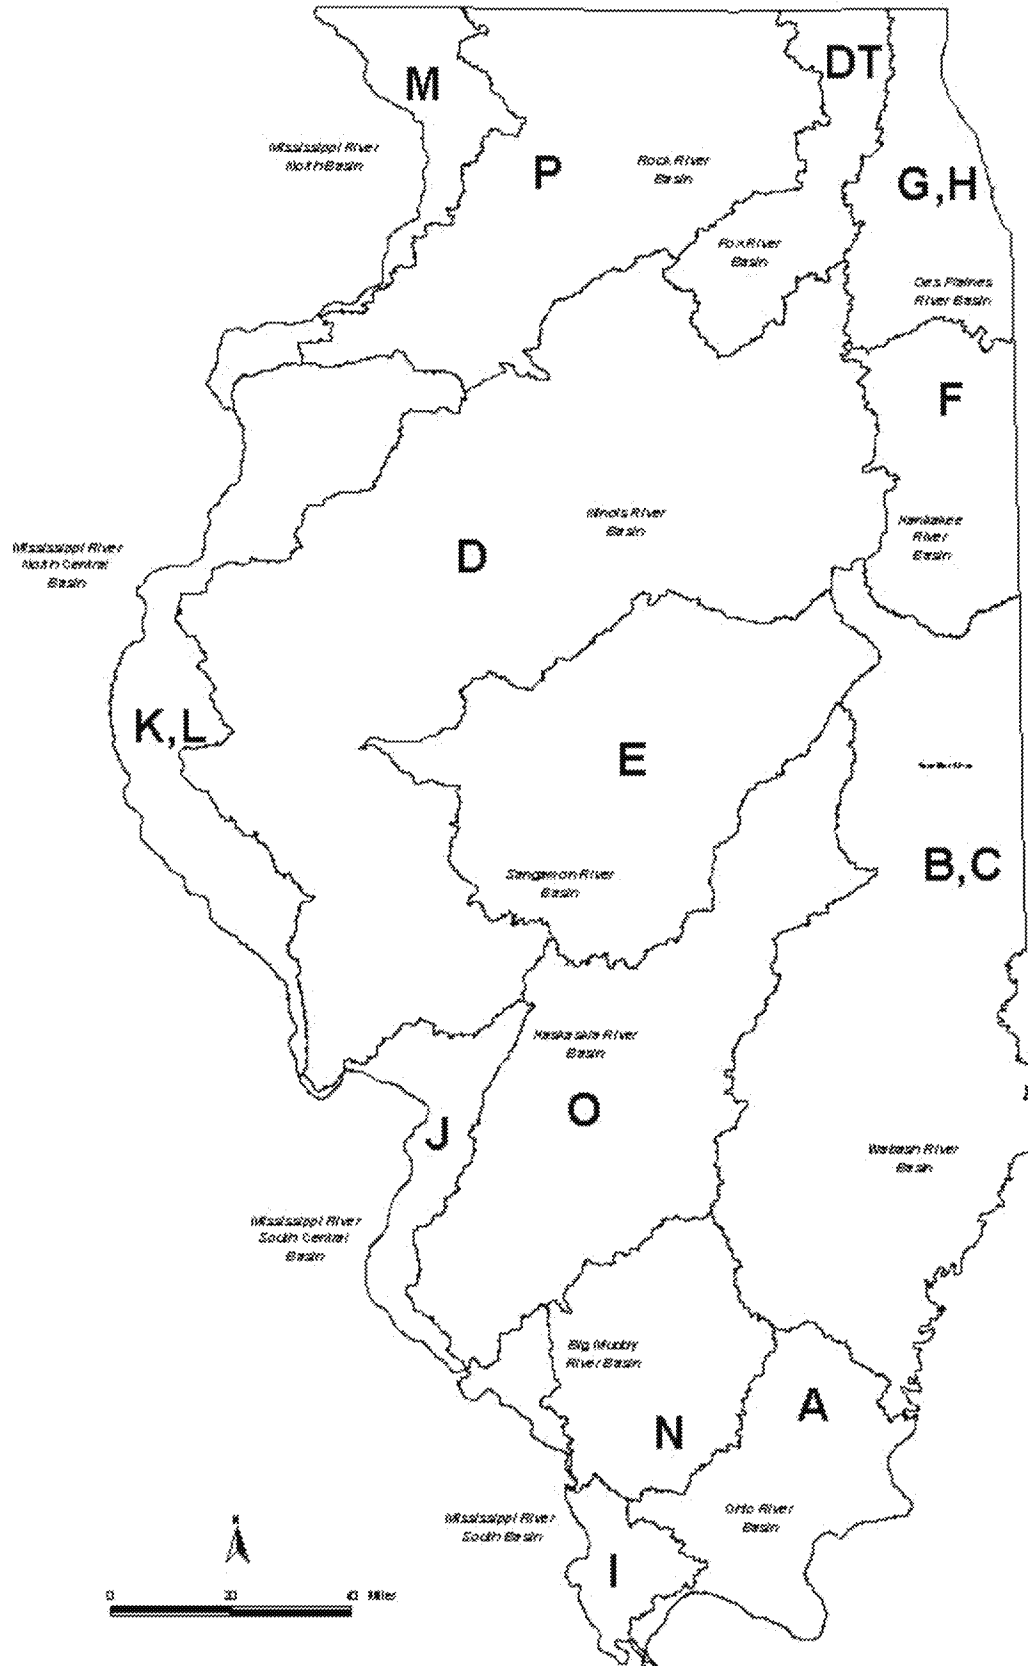 M
DT
Mississippi River
North Basin
P
Rock River
Basin
G,H
Fox River
Basin
Des Plaines
River Basin
F
Illinois River
Basin
Kankakee
River
Basin
Mississippi River
North Central
Basin
D
K,L
E
B,C
Sangamon River
Basin
Kaskaskia River
Basin
O
J
Wabash River
Basin
Mississippi River
South Central
Basin
Big Muddy
River Basin
A
N
Mississippi River
South Basin
Ohio River
Basin
I
N
0 20 40 Miles